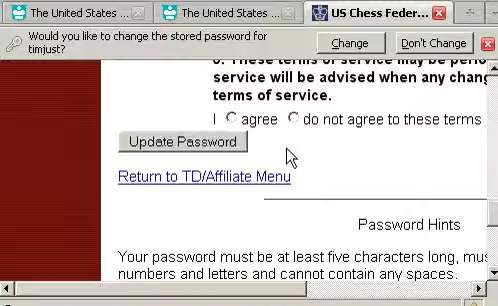 The United States ...
The United States ...
US Chess Feder...
Would you like to change the stored password for
timjust?
Change
Don't Change
8. These terms of service may be perio
service will be advised when any chang
terms of service.
I agree do not agree to these terms
Update Password
Return to TD/Affiliate Menu
Password Hints
Your password must be at least five characters long, mus
numbers and letters and cannot contain any spaces.